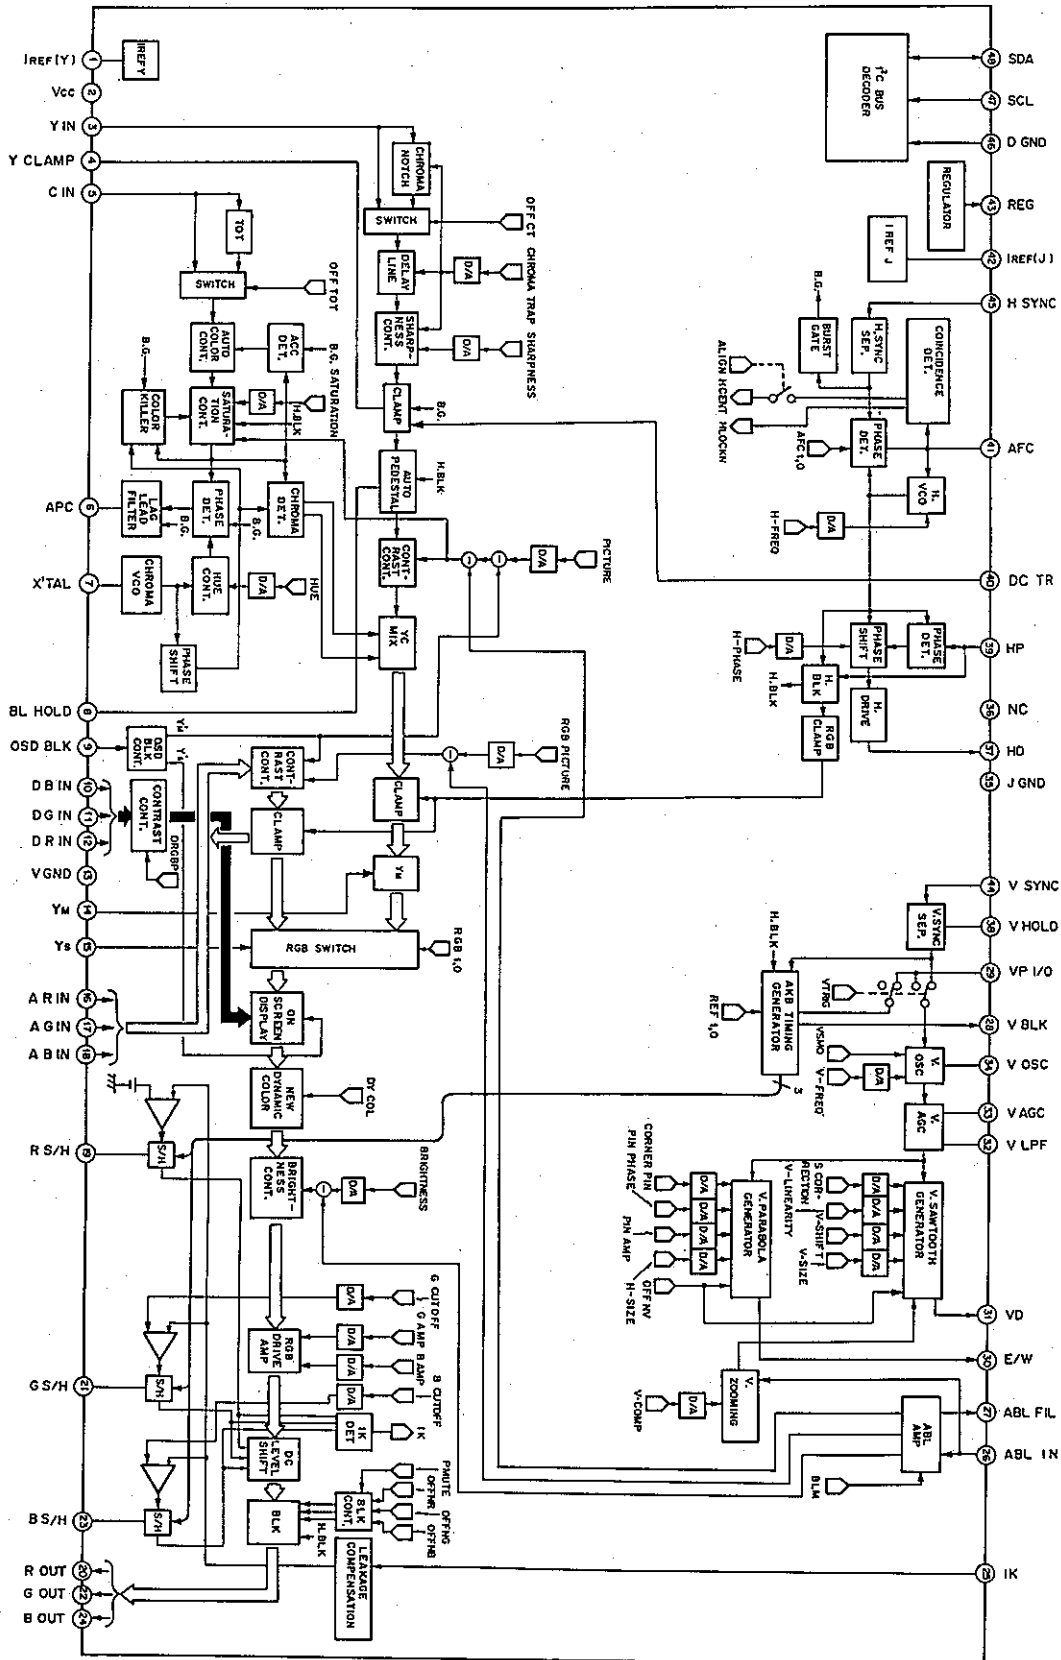 IREF(Y) 1
IREFY
Vcc 2
Y IN 3
Y CLAMP 4
C IN 5
TOT
SWITCH
OFF TOT
AUTO COLOR CONT.
ACC DET.
B.G.
SATURATION
D/A
H.BLK
B.G.
COLOR KILLER
SATURA-TION CONT.
APC 6
LAG LEAD FILTER
B.G.
PHASE DET.
B.G.
CHROMA DET.
X'TAL 7
CHROMA VCO
HUE CONT.
D/A
HUE
PHASE SHIFT
CHROMA NOTCH
SWITCH
OFF CT
CHROMA TRAP
SHARPNESS
DELAY LINE
D/A
SHARP-NESS CONT.
D/A
CLAMP
B.G.
AUTO PEDESTAL
H.BLK
CONT-RAST CONT.
D/A
PICTURE
YC MIX
BL HOLD 8
OSD BLK 9
OSD BLK CONT.
Y'M
Y'S
D B IN 10
D G IN 11
D R IN 12
CONTRAST CONT.
DRGBP
V GND 13
YM 14
YS 15
CONT-RAST CONT.
D/A
RGB PICTURE
CLAMP
CLAMP
YM
RGB SWITCH
RGB 1,0
A R IN 16
A G IN 17
A B IN 18
ON SCREEN DISPLAY
NEW DYNAMIC COLOR
DY COL
R S/H 19
S/H
BRIGHT-NESS CONT.
D/A
BRIGHTNESS
G CUTOFF
D/A
G AMP
D/A
B AMP
D/A
B CUTOFF
D/A
RGB DRIVE AMP
G S/H 21
S/H
IK DET
IK
DC LEVEL SHIFT
B S/H 23
S/H
BLK
BLK CONT.
PMUTE
OFFMR
OFFMG
OFFMB
H.BLK
LEAKAGE COMPENSATION
R OUT 20
G OUT 22
B OUT 24
I²C BUS DECODER
48 SDA
47 SCL
46 D GND
REGULATOR
43 REG
I REF J
42 IREF(J)
45 H SYNC
B.G.
BURST GATE
H.SYNC SEP.
COINCIDENCE DET.
ALIGN
HCENT
HLOCKN
AFC 1,0
PHASE DET.
41 AFC
H. VCO
H-FREQ
D/A
40 DC TR
39 HP
H-PHASE
D/A
PHASE SHIFT
PHASE DET.
H.BLK
H. BLK
H. DRIVE
RGB CLAMP
36 NC
37 HD
35 J GND
44 V SYNC
V.SYNC SEP.
38 V HOLD
29 VP I/O
H.BLK
AKB TIMING GENERATOR
REF 1,0
VTRIG
28 V BLK
3
VSMO
V-FREQ
D/A
V. OSC
34 V OSC
V. AGC
33 V AGC
32 V LPF
CORNER PIN
PIN PHASE
PIN AMP
H-SIZE
OFF HV
D/A
D/A
D/A
D/A
V.PARABOLA GENERATOR
S COR-RECTION
V-LINEARITY
V-SHIFT
V-SIZE
D/A
D/A
D/A
D/A
V.SAWTOOTH GENERATOR
31 VD
30 E/W
V-COMP
D/A
V. ZOOMING
ABL AMP
27 ABL FIL
26 ABL IN
BLM
25 IK